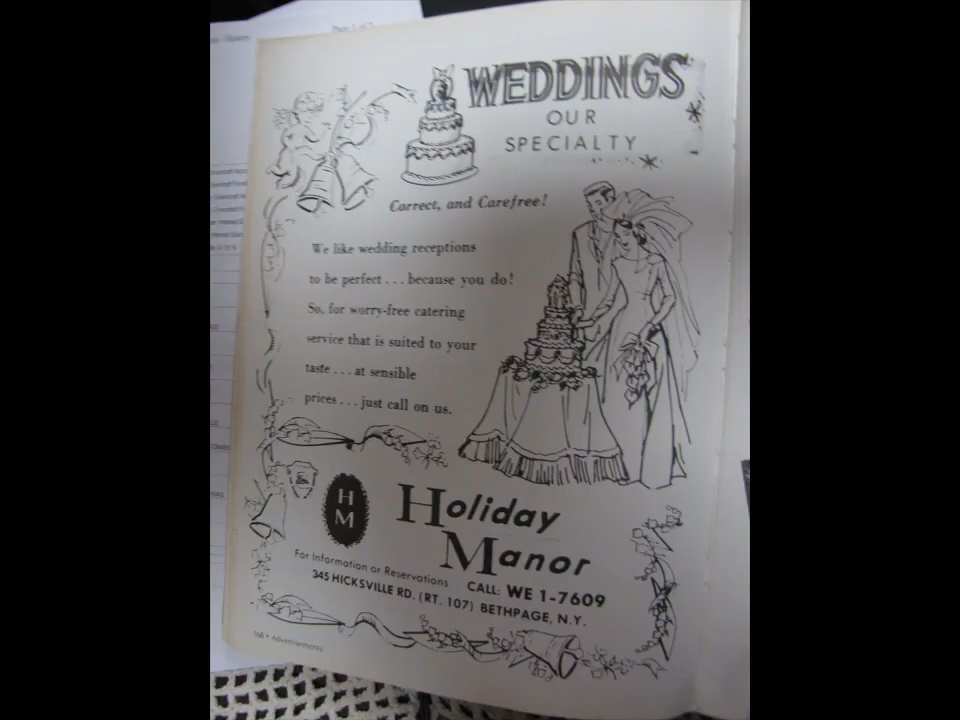 WEDDINGS
OUR
SPECIALTY
Correct, and Carefree!
We like wedding receptions
to be perfect . . . because you do!
So, for worry-free catering
service that is suited to your
taste . . . at sensible
prices . . . just call on us.
H
M
Holiday
Manor
For Information or Reservations CALL: WE 1-7609
345 HICKSVILLE RD. (RT. 107) BETHPAGE, N.Y.
168 • Advertisements